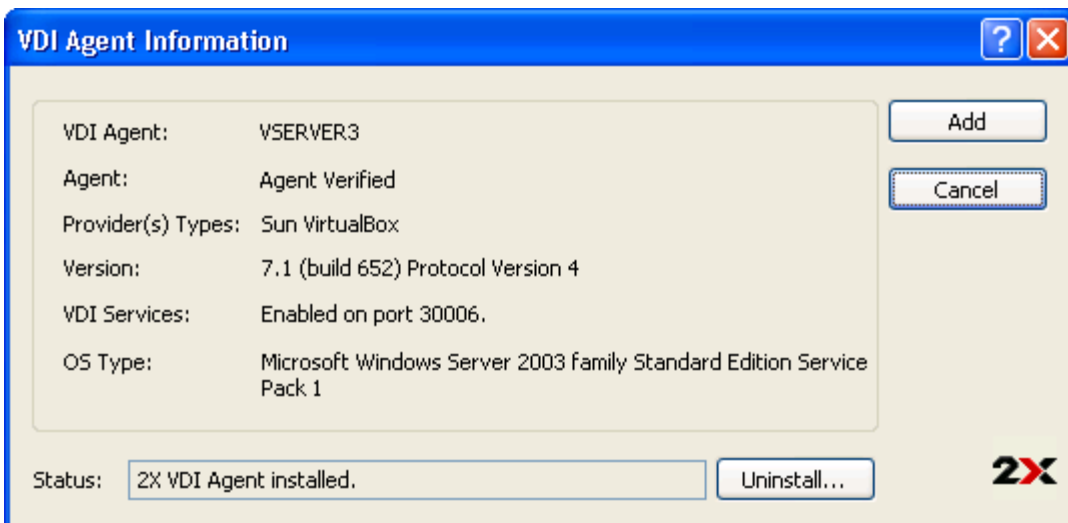 VDI Agent Information
?
VDI Agent: VSERVER3
Add
Agent: Agent Verified
Cancel
Provider(s) Types: Sun VirtualBox
Version: 7.1 (build 652) Protocol Version 4
VDI Services: Enabled on port 30006.
OS Type: Microsoft Windows Server 2003 family Standard Edition Service
Pack 1
Status: 2X VDI Agent installed.
Uninstall...
2X